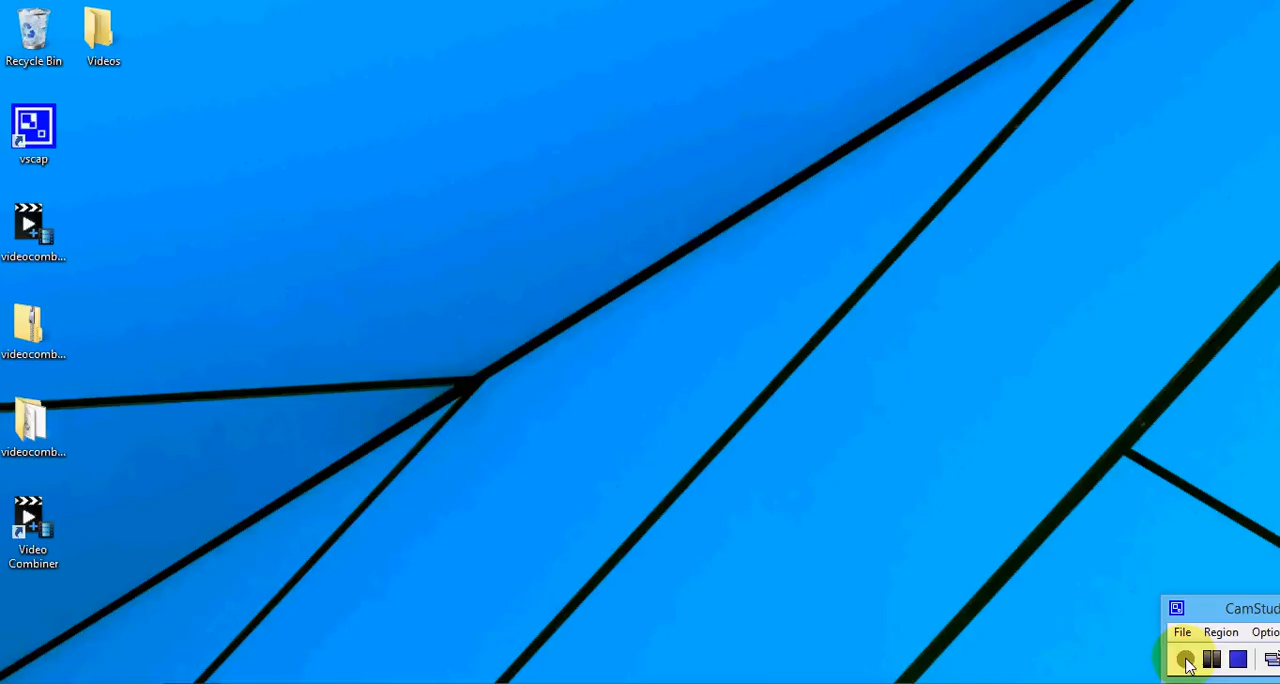 Recycle Bin
Videos
vscap
videocomb...
videocomb...
videocomb...
Video
Combiner
CamStud
File Region Optio